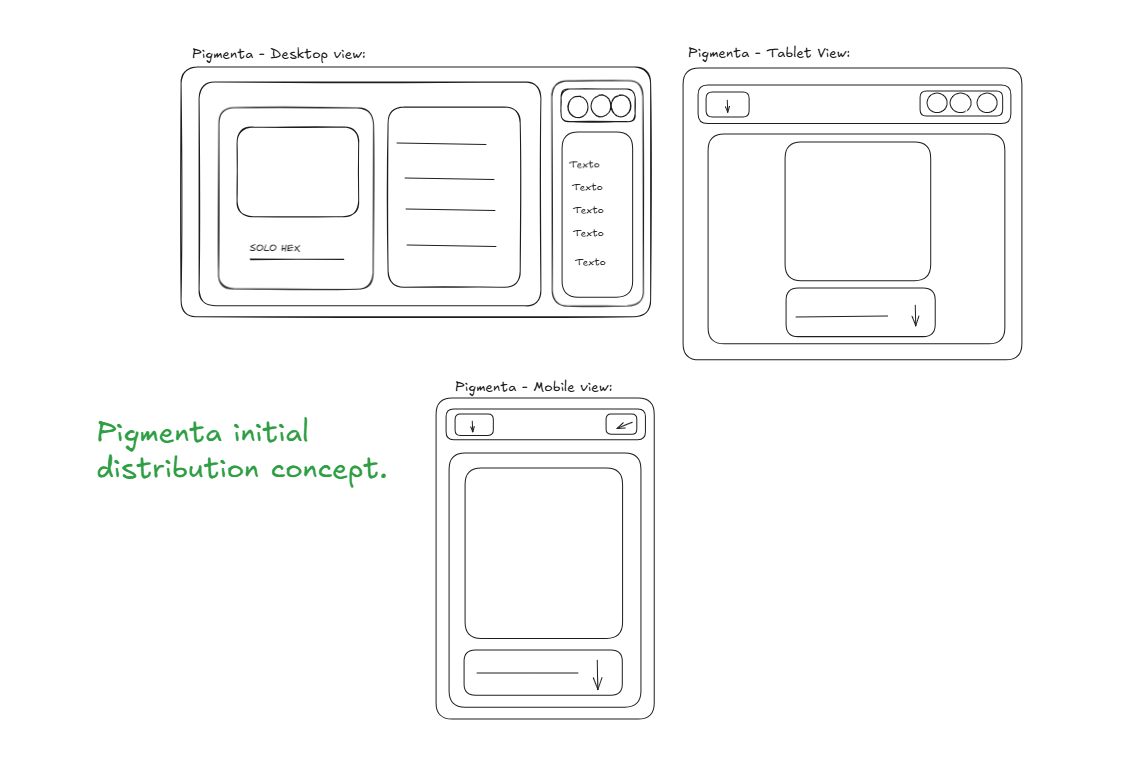 Pigmenta - Desktop view:
Pigmenta - Tablet View:
Texto
Texto
Texto
Texto
SOLO HEX
Texto
Pigmenta - Mobile view:
Pigmenta initial
distribution concept.